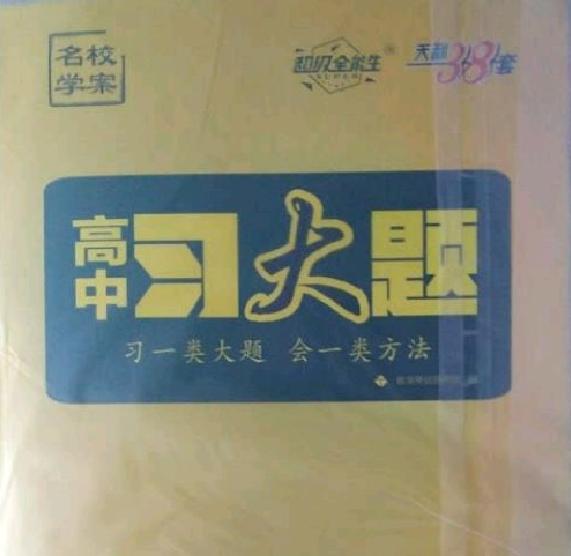 名校
学案
超级全能生
天利38套
高中
习大题
习一类大题 会一类方法